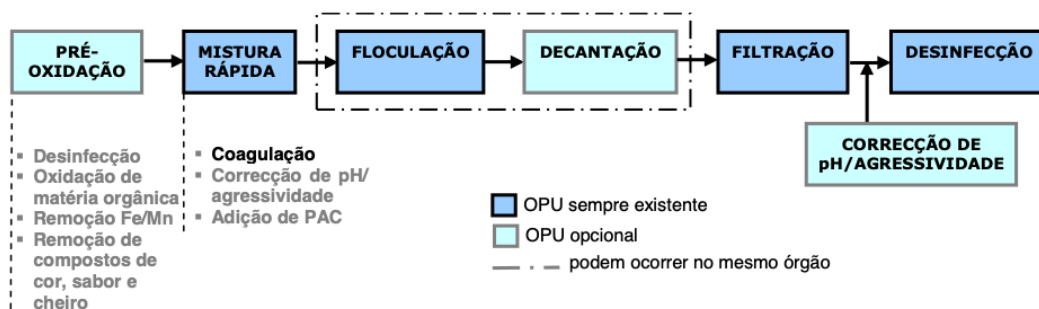 PRÉ-
OXIDAÇÃO
MISTURA
RÁPIDA
FLOCULAÇÃO
DECANTAÇÃO
FILTRAÇÃO
DESINFECÇÃO
CORRECÇÃO DE
pH/AGRESSIVIDADE
▪ Desinfecção
▪ Oxidação de
matéria orgânica
▪ Remoção Fe/Mn
▪ Remoção de
compostos de
cor, sabor e
cheiro
▪ Coagulação
▪ Correcção de pH/
agressividade
▪ Adição de PAC
OPU sempre existente
OPU opcional
podem ocorrer no mesmo órgão